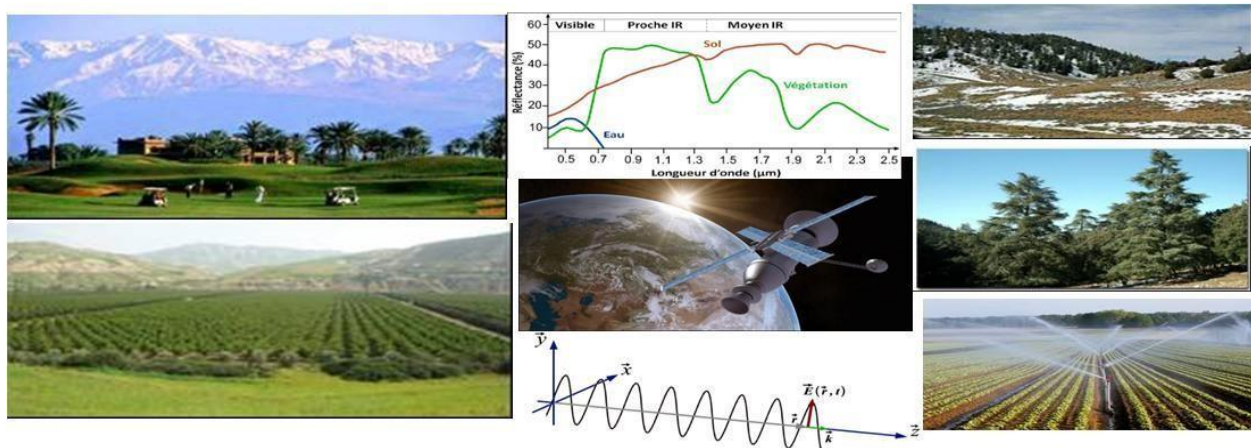 Visible Proche IR Moyen IR
Réflectance (%)
60
50
40
30
20
10
Sol
Végétation
Eau
0.5 0.7 0.9 1.1 1.3 1.5 1.7 1.9 2.1 2.3 2.5
Longueur d'onde (µm)
y
x
E(r, t)
r
k
z